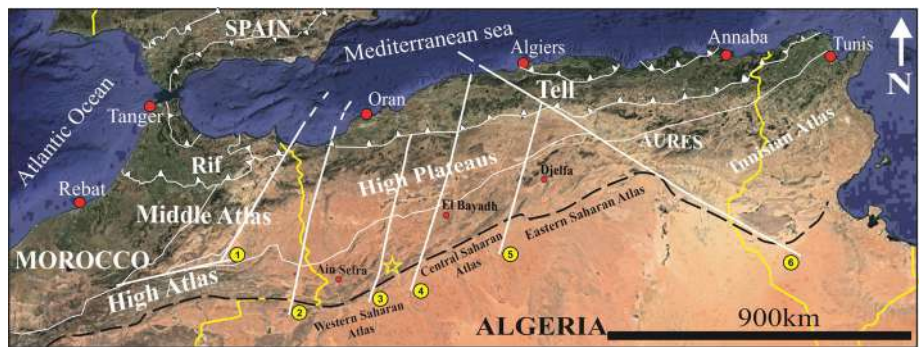 SPAIN
Mediterranean sea
Algiers
Annaba
Tunis
N
Atlantic Ocean
Tanger
Oran
Tell
Rif
High Plateaus
AURES
Tunisian Atlas
Djelfa
Rebat
Middle Atlas
El Bayadh
MOROCCO
High Atlas
1
Ain Sefra
Central Saharan
Atlas
Eastern Saharan Atlas
5
6
2
3
4
Western Saharan
Atlas
ALGERIA
900km